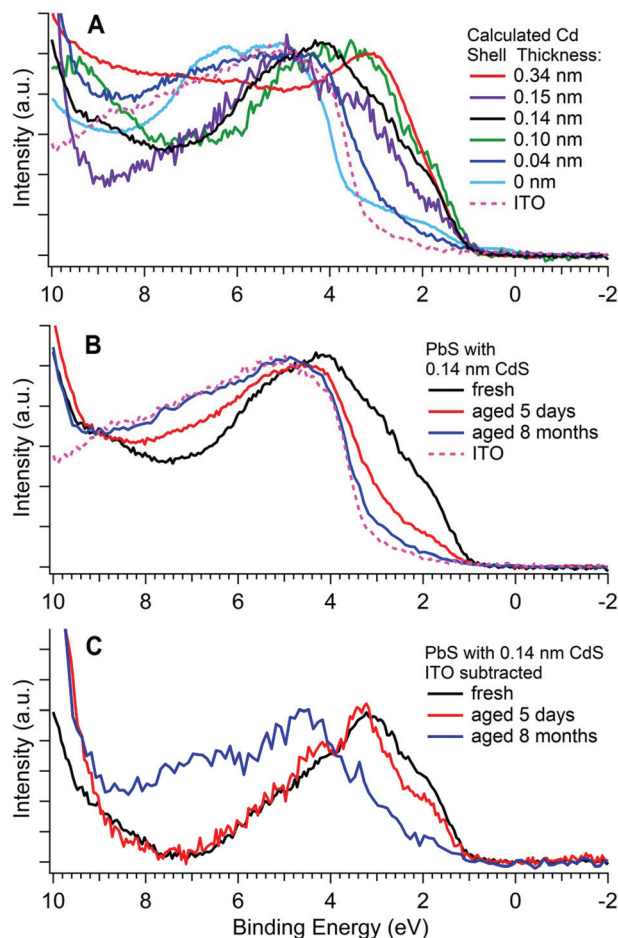 A
Calculated Cd
Shell Thickness:
0.34 nm
0.15 nm
0.14 nm
0.10 nm
0.04 nm
0 nm
ITO
Intensity (a.u.)
10 8 6 4 2 0 -2
B
PbS with
0.14 nm CdS
fresh
aged 5 days
aged 8 months
ITO
Intensity (a.u.)
10 8 6 4 2 0 -2
C
PbS with 0.14 nm CdS
ITO subtracted
fresh
aged 5 days
aged 8 months
Intensity (a.u.)
10 8 6 4 2 0 -2
Binding Energy (eV)